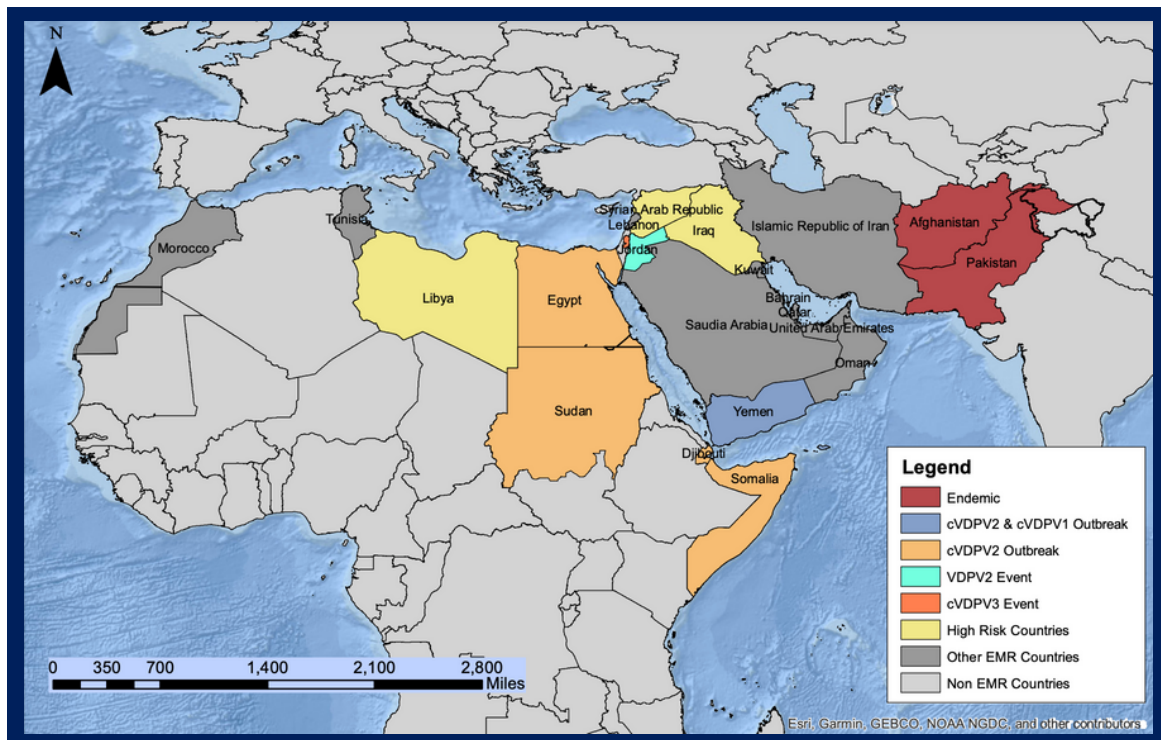 N
Tunisia
Morocco
Syrian Arab Republic
Lebanon
Iraq
Jordan
Islamic Republic of Iran
Afghanistan
Pakistan
Kuwait
Libya
Egypt
Bahrain
Qatar
Saudia Arabia
United Arab Emirates
Oman
Sudan
Yemen
Djibouti
Somalia
Legend
Endemic
cVDPV2 & cVDPV1 Outbreak
cVDPV2 Outbreak
VDPV2 Event
cVDPV3 Event
High Risk Countries
Other EMR Countries
Non EMR Countries
0 350 700 1,400 2,100 2,800
Miles
Esri, Garmin, GEBCO, NOAA NGDC, and other contributors